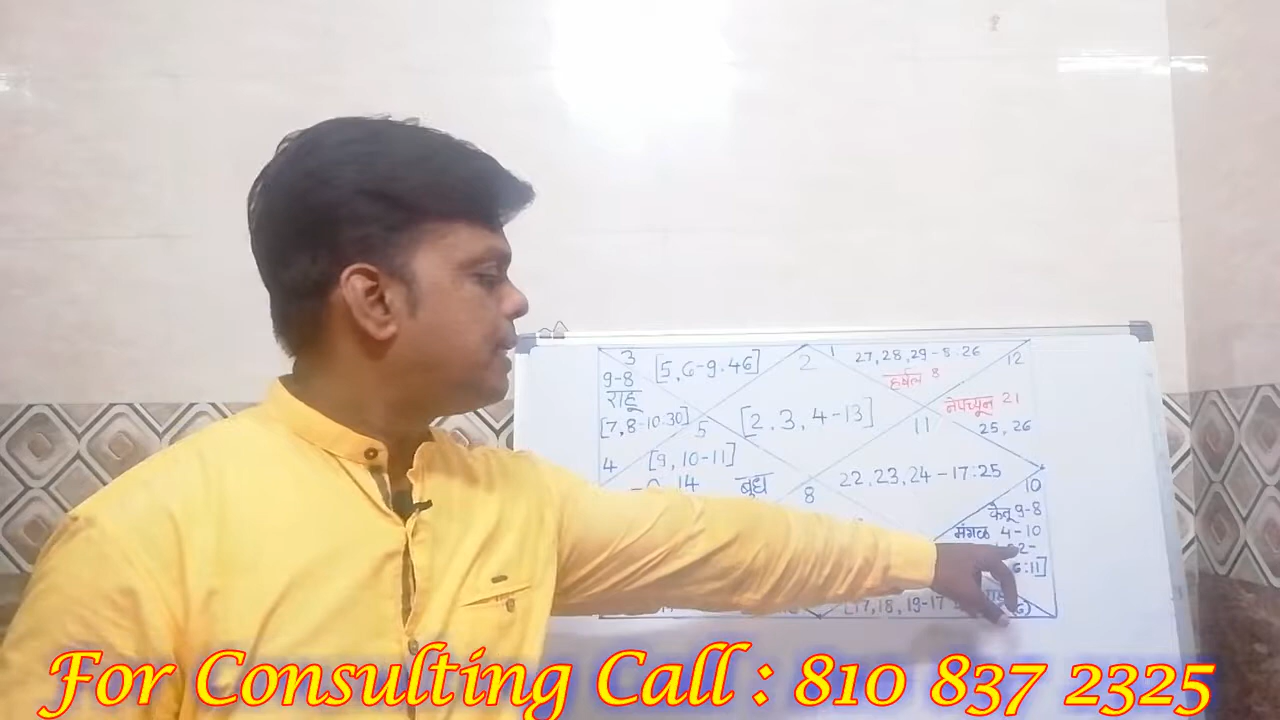 3 [5, 6-9.46] 2 1 27, 28, 29-8:26 12
9-8 हर्षल 8
राहू नेपच्यून 21
[7, 8-10:30] 5 [2, 3, 4-13] 11 25, 26
4 [9, 10-11] 22, 23, 24-17:25
14 बुध 8 10
केतू 9-8
मंगळ 4-10
6:11]
[17, 18, 19-17
For Consulting Call : 810 837 2325